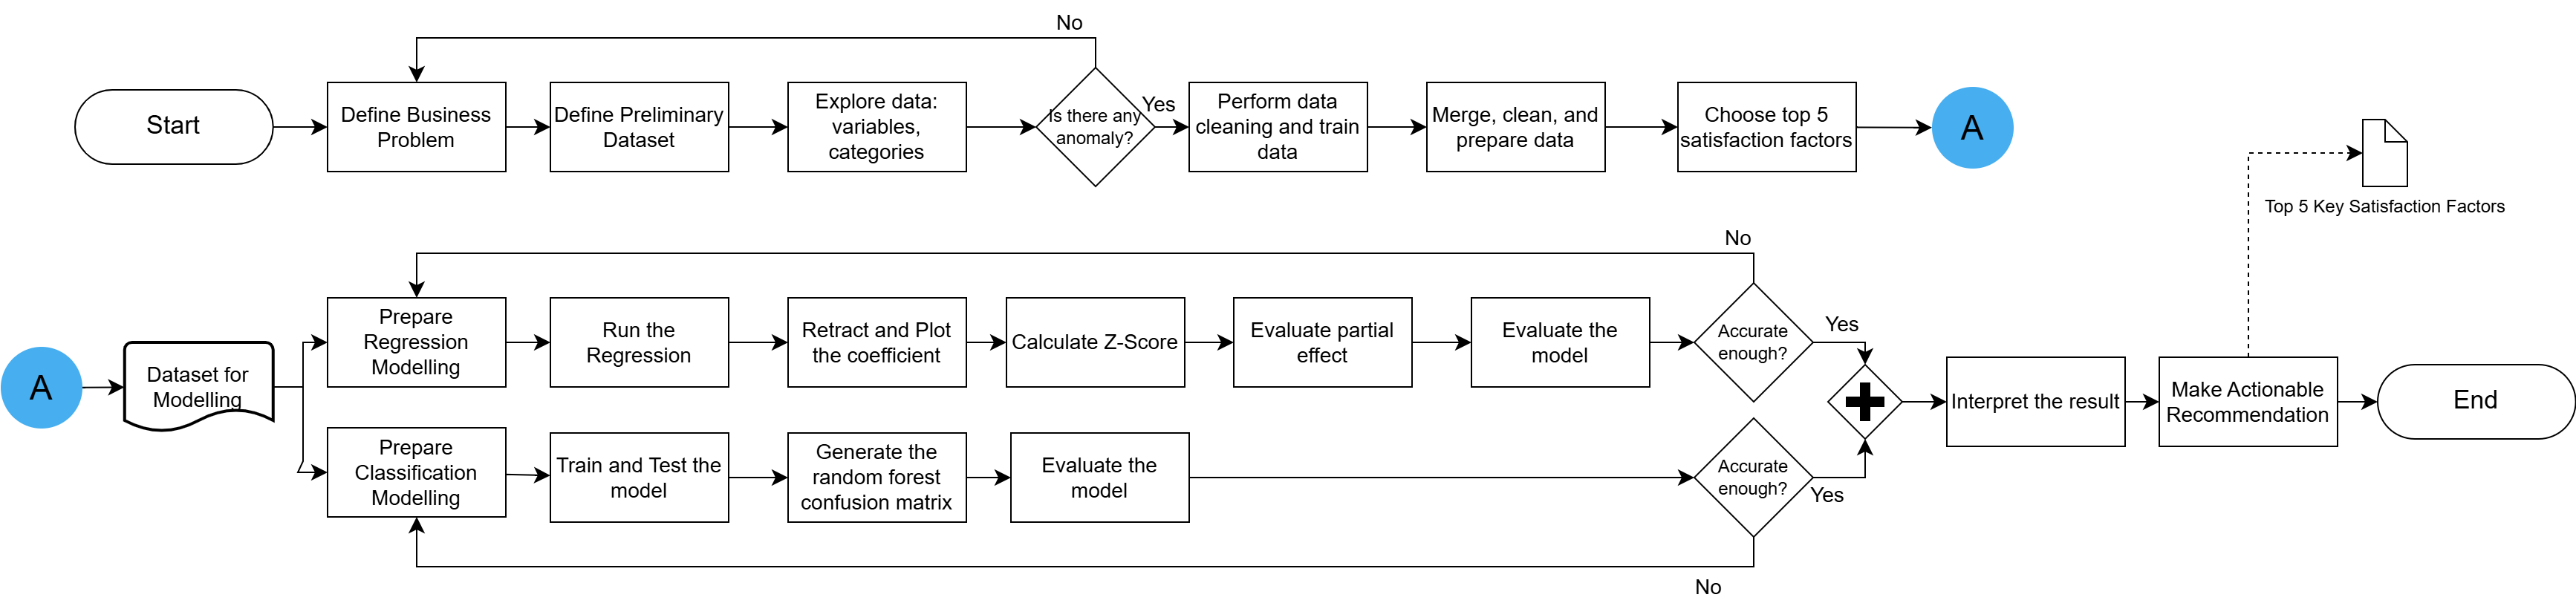 No
Start
Define Business
Problem
Define Preliminary
Dataset
Explore data:
variables,
categories
Is there any
anomaly?
Yes
Perform data
cleaning and train
data
Merge, clean, and
prepare data
Choose top 5
satisfaction factors
A
Top 5 Key Satisfaction Factors
No
A
Dataset for
Modelling
Prepare
Regression
Modelling
Run the
Regression
Retract and Plot
the coefficient
Calculate Z-Score
Evaluate partial
effect
Evaluate the
model
Accurate
enough?
Yes
Prepare
Classification
Modelling
Train and Test the
model
Generate the
random forest
confusion matrix
Evaluate the
model
Accurate
enough?
Yes
No
Interpret the result
Make Actionable
Recommendation
End